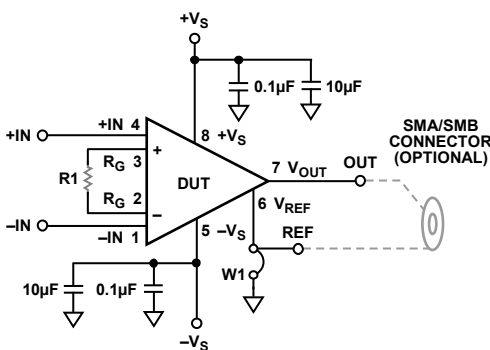 +VS
0.1µF
10µF
+IN 4
8 +VS
SMA/SMB
CONNECTOR
(OPTIONAL)
+IN
RG 3
+
7 VOUT
OUT
R1
DUT
RG 2
–
6 VREF
–IN
–IN 1
5
–VS
REF
10µF
0.1µF
W1
–VS